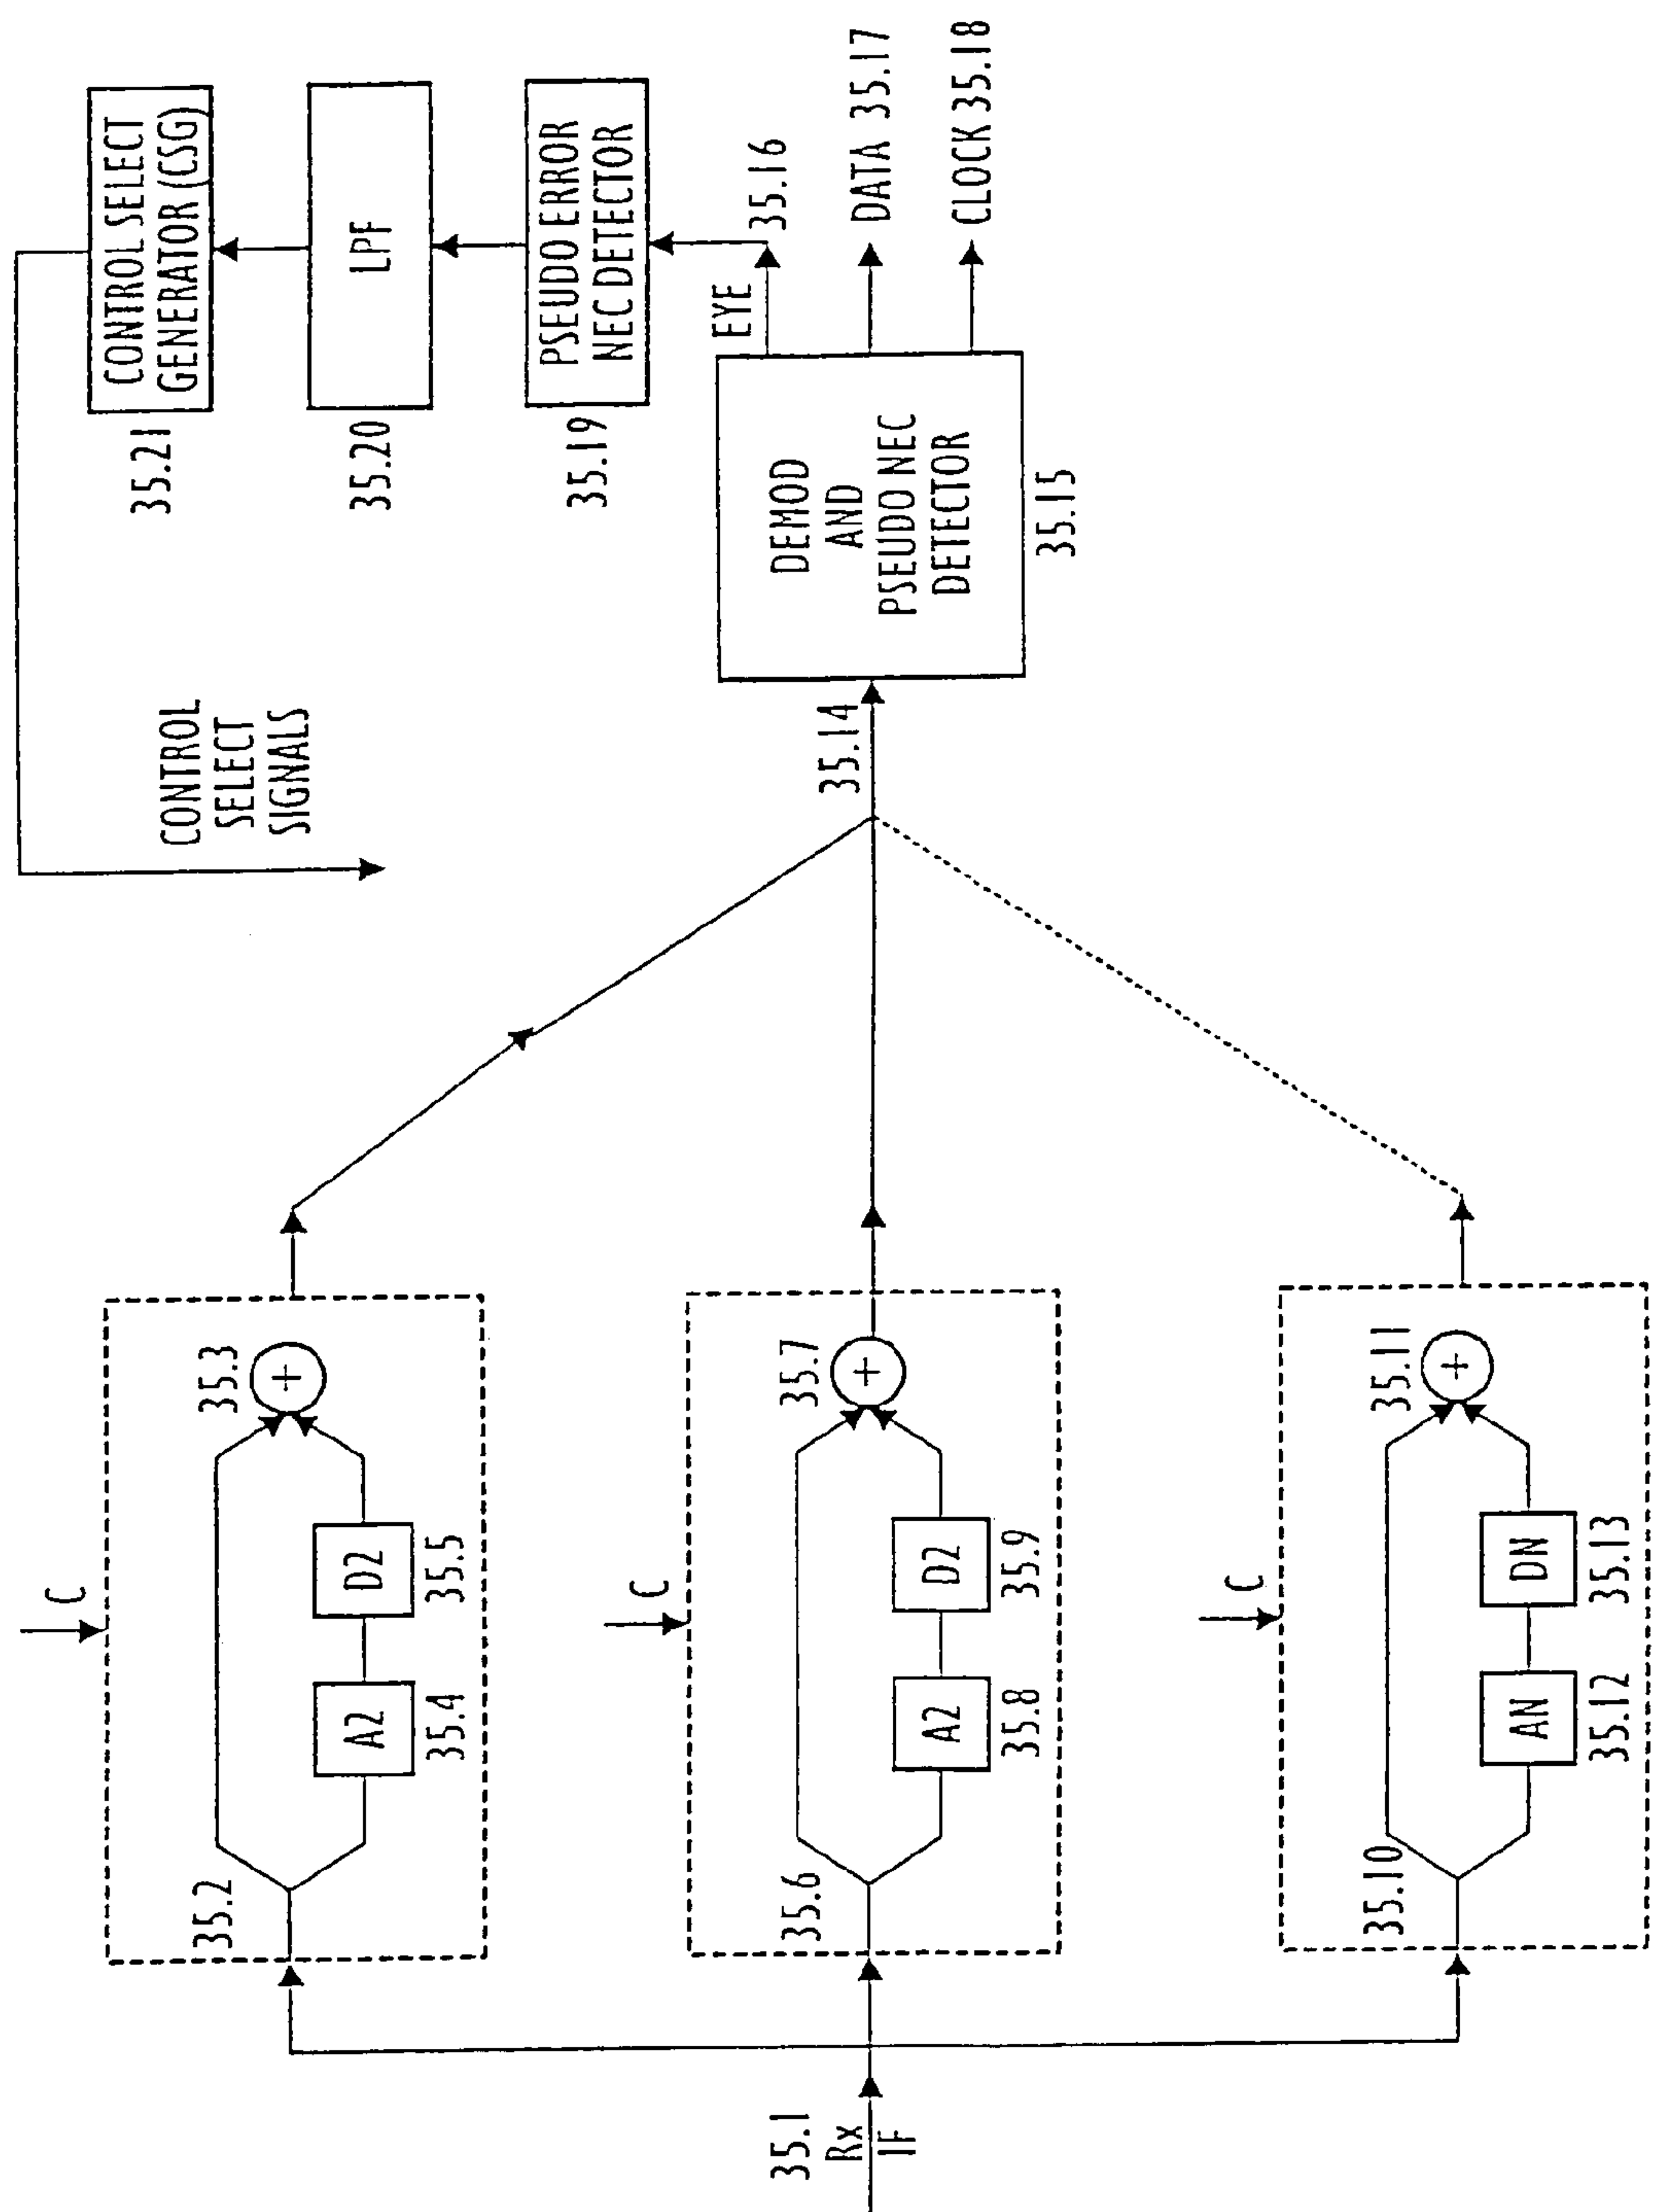 35.1
Rx
IF
35.2
35.3
A2
35.4
D2
35.5
C
35.6
35.7
A2
35.8
D2
35.9
C
35.10
35.11
AN
35.12
DN
35.13
C
35.14
DEMOD
AND
PSEUDO NEC
DETECTOR
35.15
EYE
35.16
DATA 35.17
CLOCK 35.18
PSEUDO ERROR
NEC DETECTOR
35.19
LPF
35.20
CONTROL SELECT
GENERATOR (CSG)
35.21
CONTROL
SELECT
SIGNALS